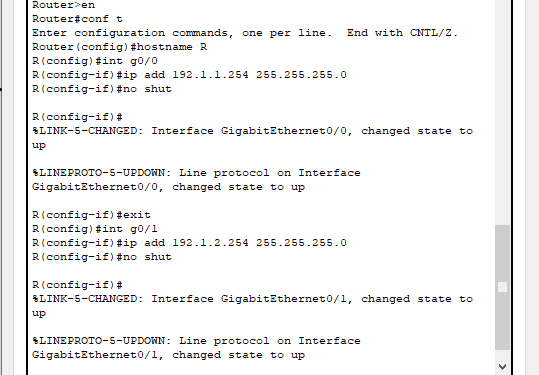 Router>en
Router#conf t
Enter configuration commands, one per line.  End with CNTL/Z.
Router(config)#hostname R
R(config)#int g0/0
R(config-if)#ip add 192.1.1.254 255.255.255.0
R(config-if)#no shut
R(config-if)#
%LINK-5-CHANGED: Interface GigabitEthernet0/0, changed state to
up
%LINEPROTO-5-UPDOWN: Line protocol on Interface
GigabitEthernet0/0, changed state to up
R(config-if)#exit
R(config)#int g0/1
R(config-if)#ip add 192.1.2.254 255.255.255.0
R(config-if)#no shut
R(config-if)#
%LINK-5-CHANGED: Interface GigabitEthernet0/1, changed state to
up
%LINEPROTO-5-UPDOWN: Line protocol on Interface
GigabitEthernet0/1, changed state to up